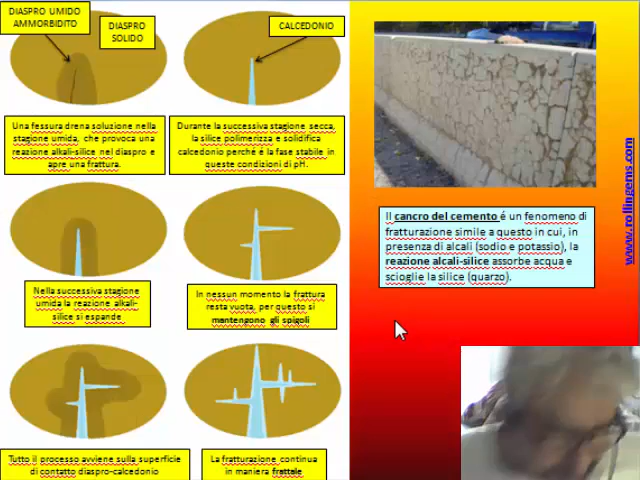 DIASPRO UMIDO
AMMORBIDITO
DIASPRO
SOLIDO
CALCEDONIO
Una fessura drena soluzione nella
stagione umida, che provoca una
reazione alkali-silice nel diaspro e
apre una frattura.
Durante la successiva stagione secca,
la silice polimerizza e solidifica
calcedonio perché è la fase stabile in
queste condizioni di pH.
Nella successiva stagione
umida la reazione alkali-
silice si espande
In nessun momento la frattura
resta vuota, per questo si
mantengono gli spigoli
Tutto il processo avviene sulla superficie
di contatto diaspro-calcedonio
La fratturazione continua
in maniera frattale
Il cancro del cemento é un fenomeno di
fratturazione simile a questo in cui, in
presenza di alcali (sodio e potassio), la
reazione alcali-silice assorbe acqua e
scioglie la silice (quarzo).
www.rollingems.com